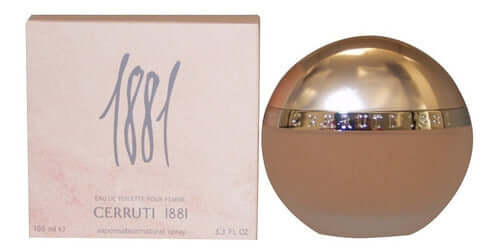 1881
EAU DE TOILETTE POUR FEMME
CERRUTI 1881
100 ml ℮ 3.3 FL. OZ
vaporisateur/natural spray
CERRUTI 1881